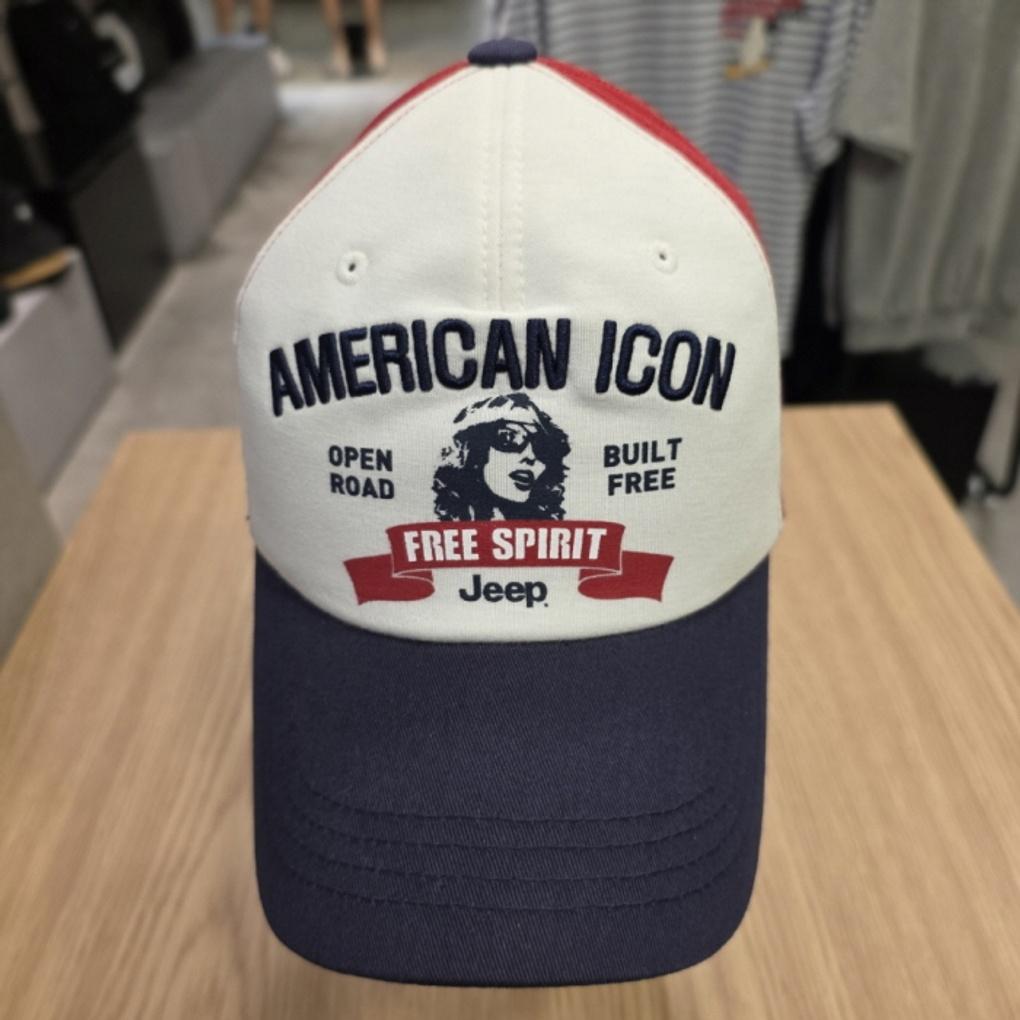 AMERICAN ICON
OPEN
ROAD
BUILT
FREE
FREE SPIRIT
Jeep.